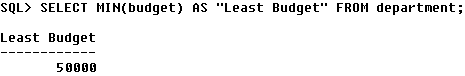 SQL> SELECT MIN(budget) AS "Least Budget" FROM department;
Least Budget
------------
50000